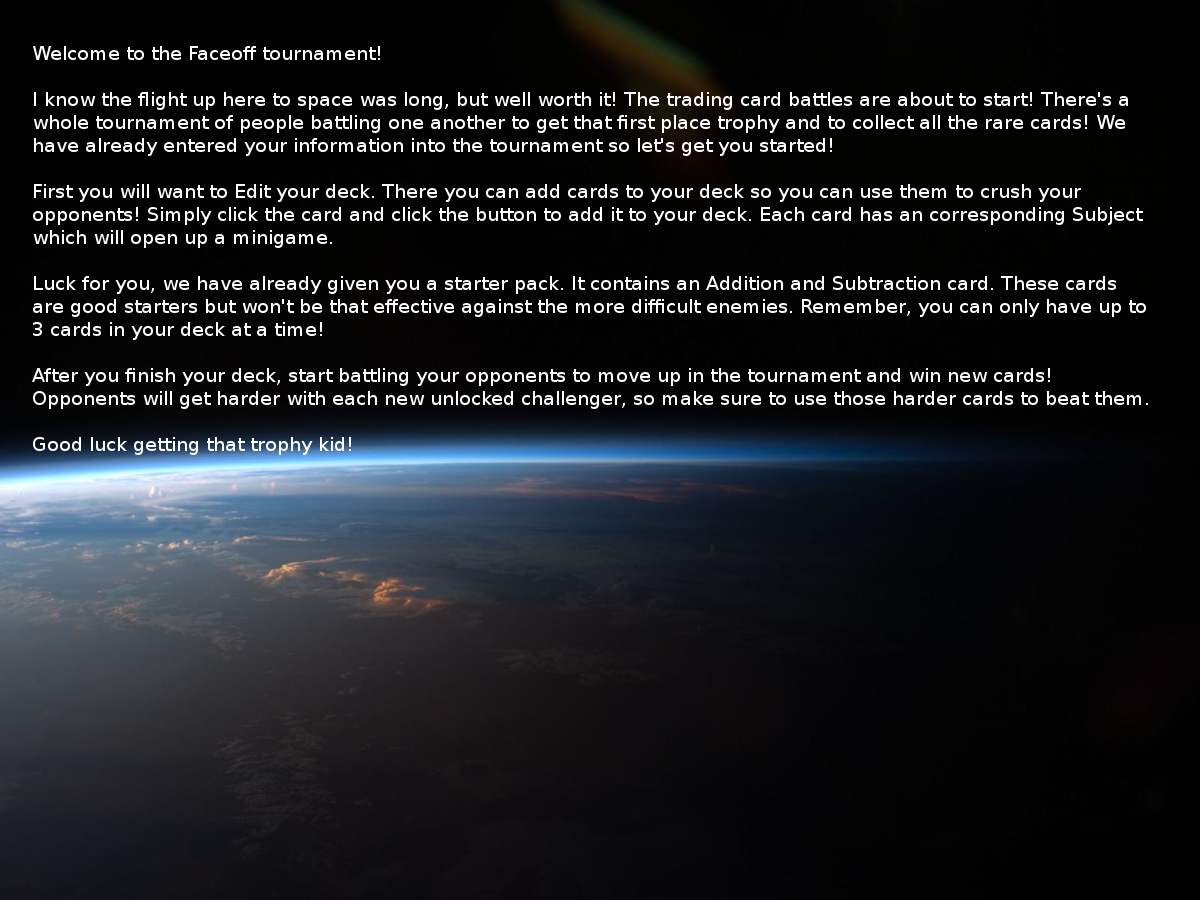 Welcome to the Faceoff tournament!
I know the flight up here to space was long, but well worth it! The trading card battles are about to start! There's a
whole tournament of people battling one another to get that first place trophy and to collect all the rare cards! We
have already entered your information into the tournament so let's get you started!
First you will want to Edit your deck. There you can add cards to your deck so you can use them to crush your
opponents! Simply click the card and click the button to add it to your deck. Each card has an corresponding Subject
which will open up a minigame.
Luck for you, we have already given you a starter pack. It contains an Addition and Subtraction card. These cards
are good starters but won't be that effective against the more difficult enemies. Remember, you can only have up to
3 cards in your deck at a time!
After you finish your deck, start battling your opponents to move up in the tournament and win new cards!
Opponents will get harder with each new unlocked challenger, so make sure to use those harder cards to beat them.
Good luck getting that trophy kid!